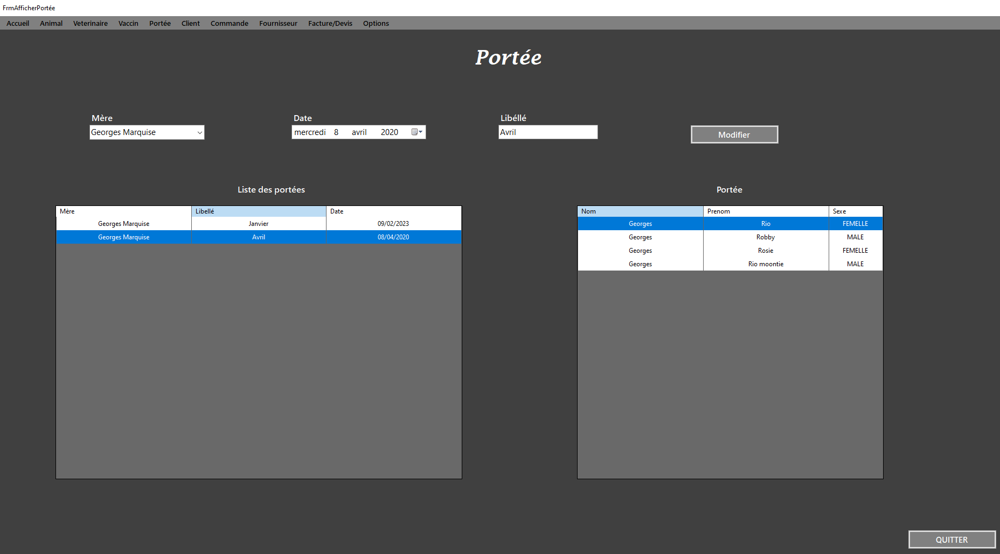 FrmAfficherPortée
Accueil Animal Veterinaire Vaccin Portée Client Commande Fournisseur Facture/Devis Options
Portée
Mère Date Libéllé
Georges Marquise mercredi 8 avril 2020 Avril Modifier
Liste des portées Portée
Mère Libellé Date Nom Prenom Sexe
Georges Marquise Janvier 09/02/2023 Georges Rio FEMELLE
Georges Marquise Avril 08/04/2020 Georges Robby MALE
Georges Rosie FEMELLE
Georges Rio moontie MALE
QUITTER